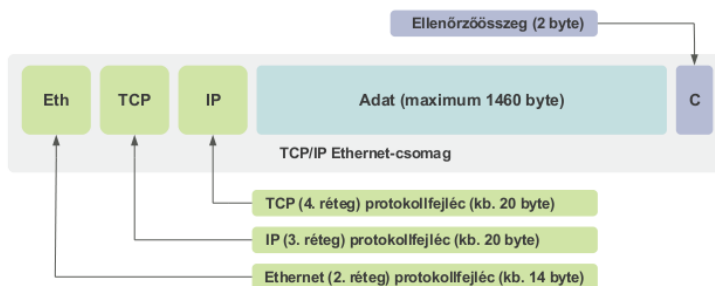 Ellenőrzőösszeg (2 byte)
Eth
TCP
IP
Adat (maximum 1460 byte)
C
TCP/IP Ethernet-csomag
TCP (4. réteg) protokollfejléc (kb. 20 byte)
IP (3. réteg) protokollfejléc (kb. 20 byte)
Ethernet (2. réteg) protokollfejléc (kb. 14 byte)